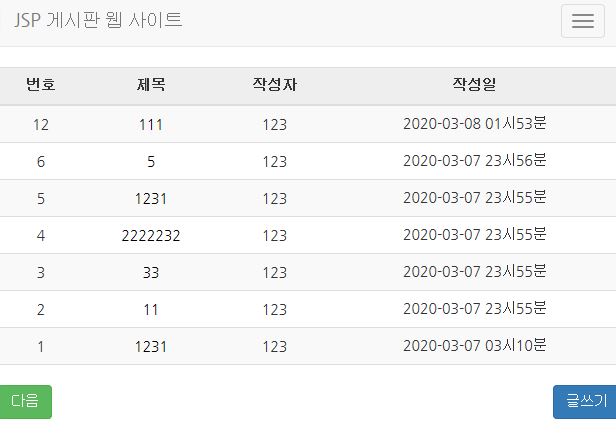 JSP 게시판 웹 사이트
번호 제목 작성자 작성일
12 111 123 2020-03-08 01시53분
6 5 123 2020-03-07 23시56분
5 1231 123 2020-03-07 23시55분
4 2222232 123 2020-03-07 23시55분
3 33 123 2020-03-07 23시55분
2 11 123 2020-03-07 23시55분
1 1231 123 2020-03-07 03시10분
다음 글쓰기